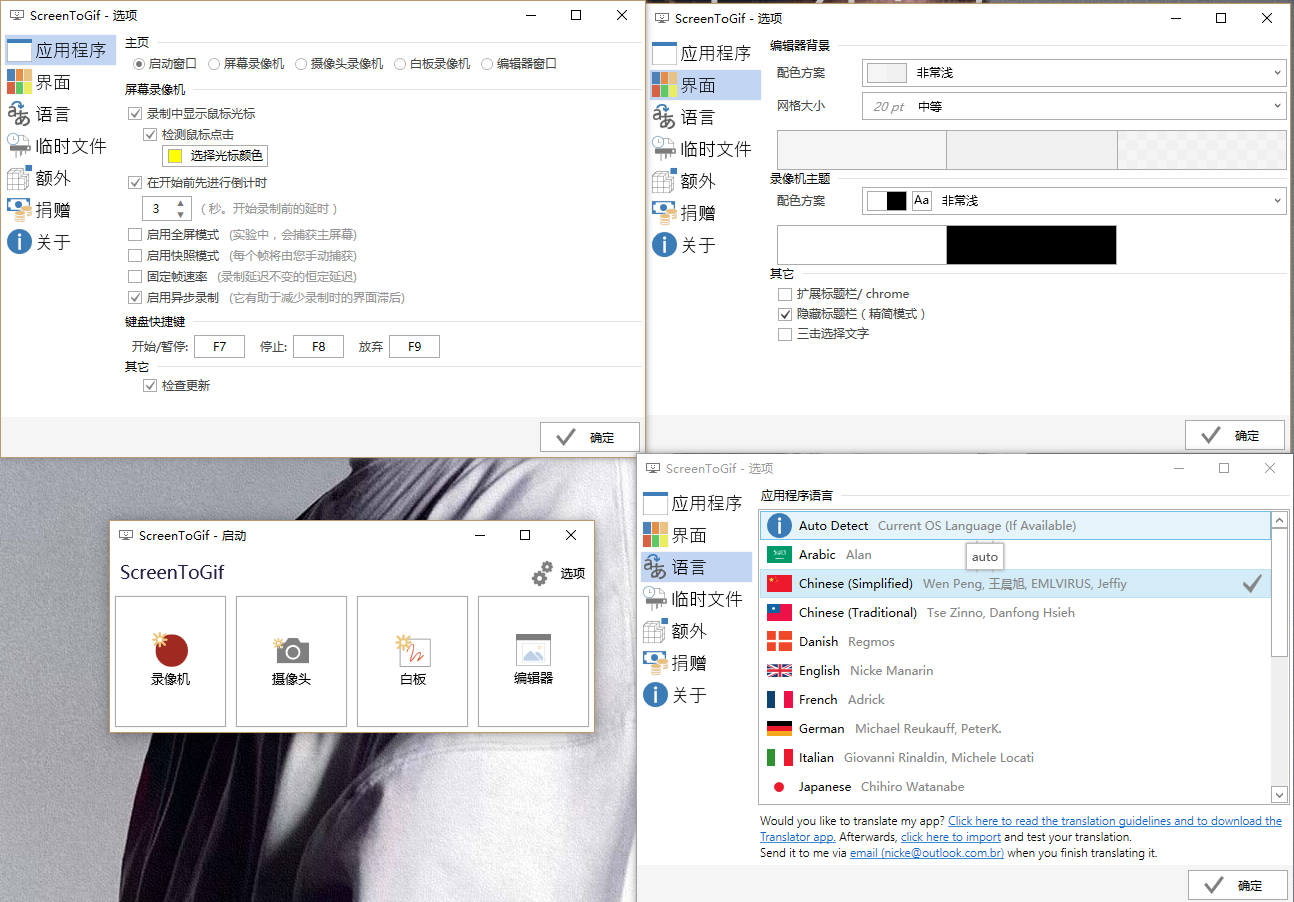 ScreenToGif - 选项
应用程序
界面
语言
临时文件
额外
捐赠
关于
主页
启动窗口 屏幕录像机 摄像头录像机 白板录像机 编辑器窗口
屏幕录像机
录制中显示鼠标光标
检测鼠标点击
选择光标颜色
在开始前先进行倒计时
3 ( 秒。开始录制前的延时 )
启用全屏模式 (实验中，会捕获主屏幕)
启用快照模式 (每个帧将由您手动捕获)
固定帧速率 (录制延迟不变的恒定延迟)
启用异步录制 (它有助于减少录制时的界面滞后)
键盘快捷键
开始/暂停: F7 停止: F8 放弃 F9
其它
检查更新
确定
ScreenToGif - 选项
应用程序
界面
语言
临时文件
额外
捐赠
关于
编辑器背景
配色方案 非常浅
网格大小 20 pt 中等
录像机主题
配色方案 Aa 非常浅
其它
扩展标题栏/ chrome
隐藏标题栏 ( 精简模式 )
三击选择文字
确定
ScreenToGif - 启动
ScreenToGif 选项
录像机 摄像头 白板 编辑器
ScreenToGif - 选项
应用程序
界面
语言
临时文件
额外
捐赠
关于
应用程序语言
Auto Detect Current OS Language (If Available)
Arabic Alan
auto
Chinese (Simplified) Wen Peng, 王晨旭, EMLVIRUS, Jeffiy
Chinese (Traditional) Tse Zinno, Danfong Hsieh
Danish Regmos
English Nicke Manarin
French Adrick
German Michael Reukauff, PeterK.
Italian Giovanni Rinaldin, Michele Locati
Japanese Chihiro Watanabe
Would you like to translate my app? Click here to read the translation guidelines and to download the
Translator app. Afterwards, click here to import and test your translation.
Send it to me via email (nicke@outlook.com.br) when you finish translating it.
确定